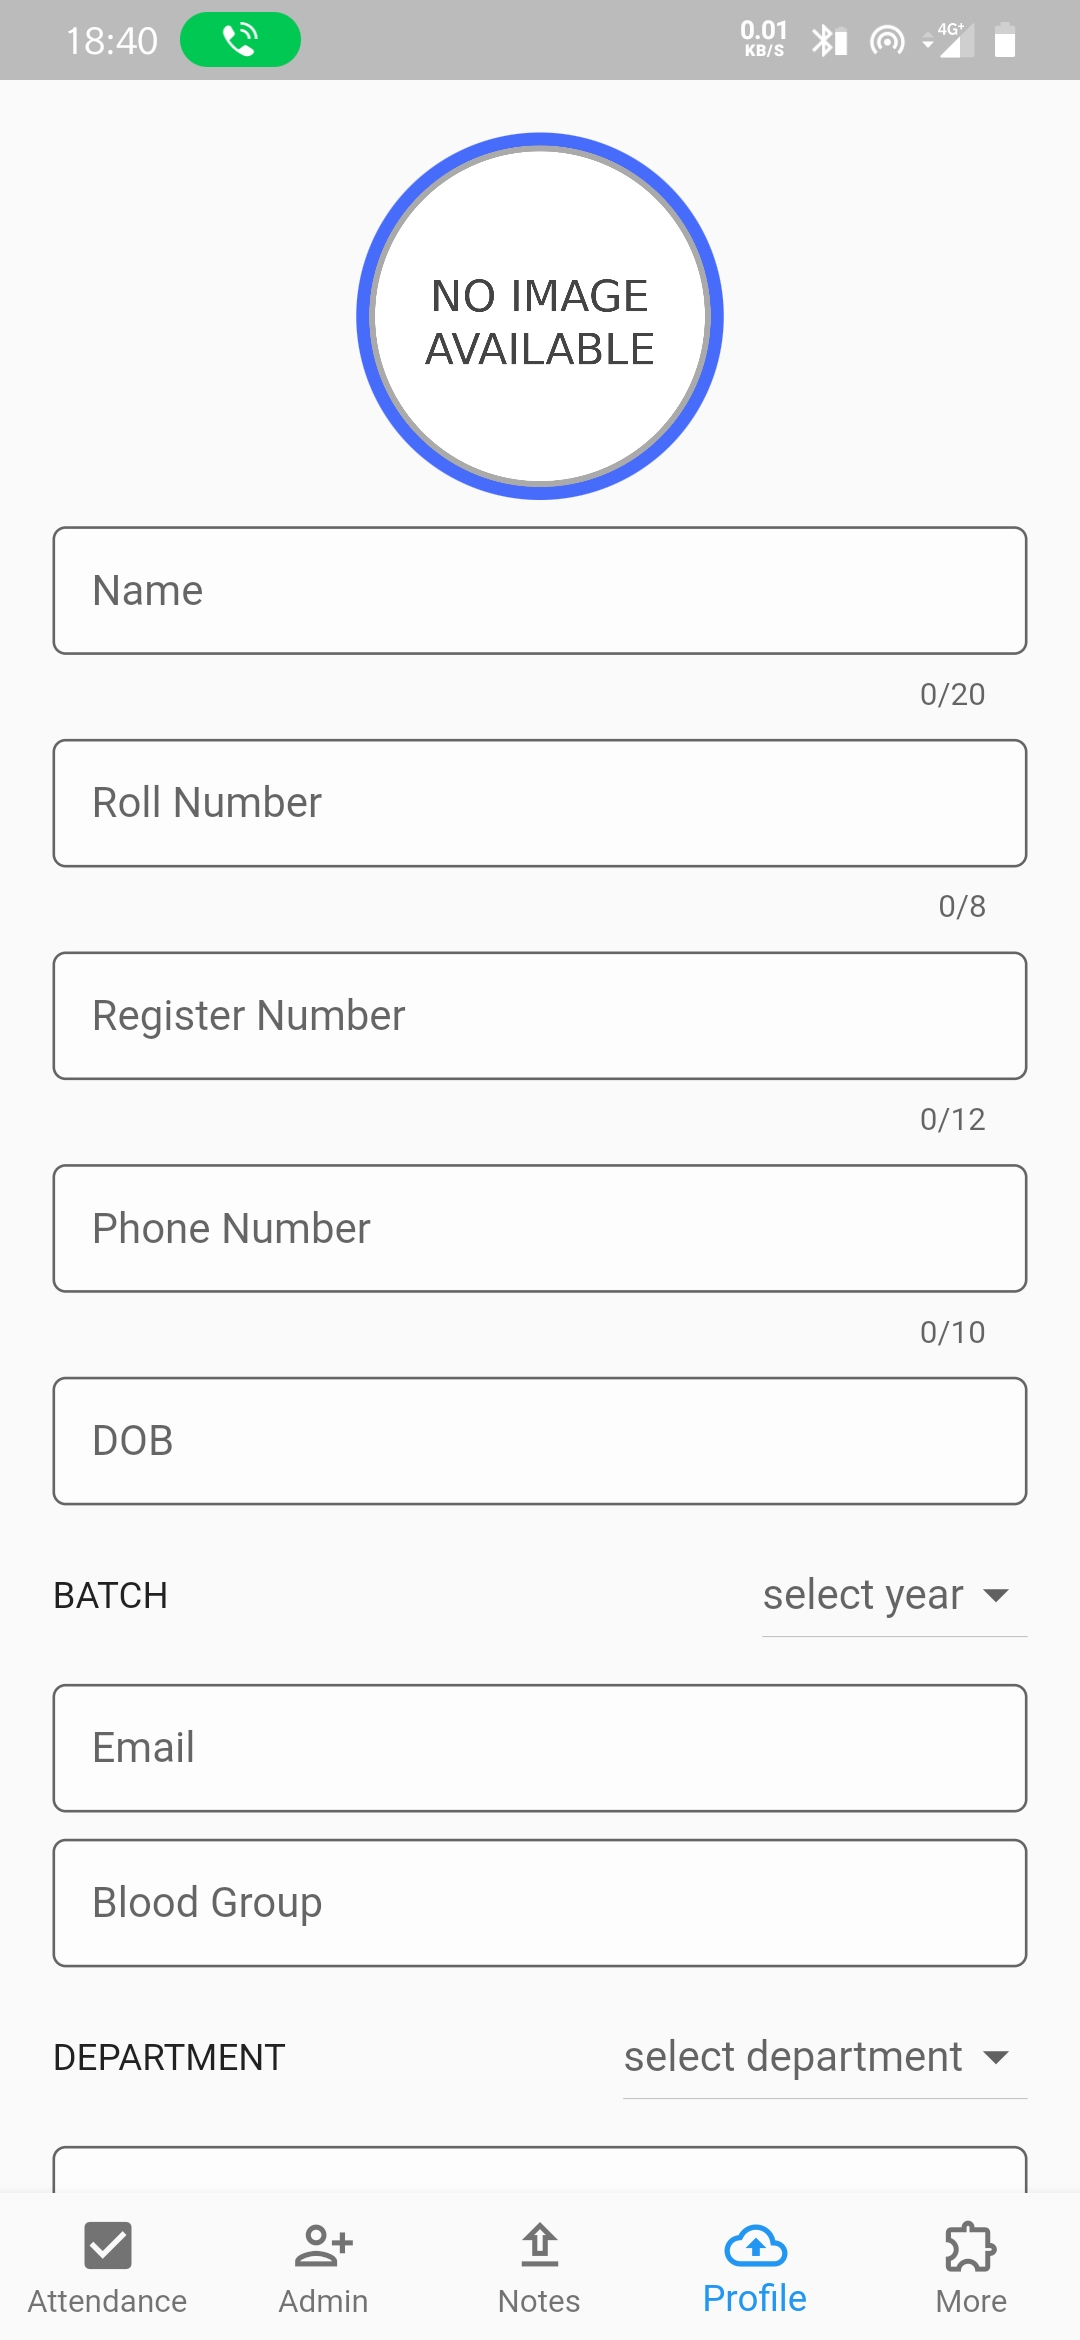 18:40
0.01
KB/S
4G+
NO IMAGE
AVAILABLE
Name
0/20
Roll Number
0/8
Register Number
0/12
Phone Number
0/10
DOB
BATCH select year
Email
Blood Group
DEPARTMENT select department
Attendance Admin Notes Profile More